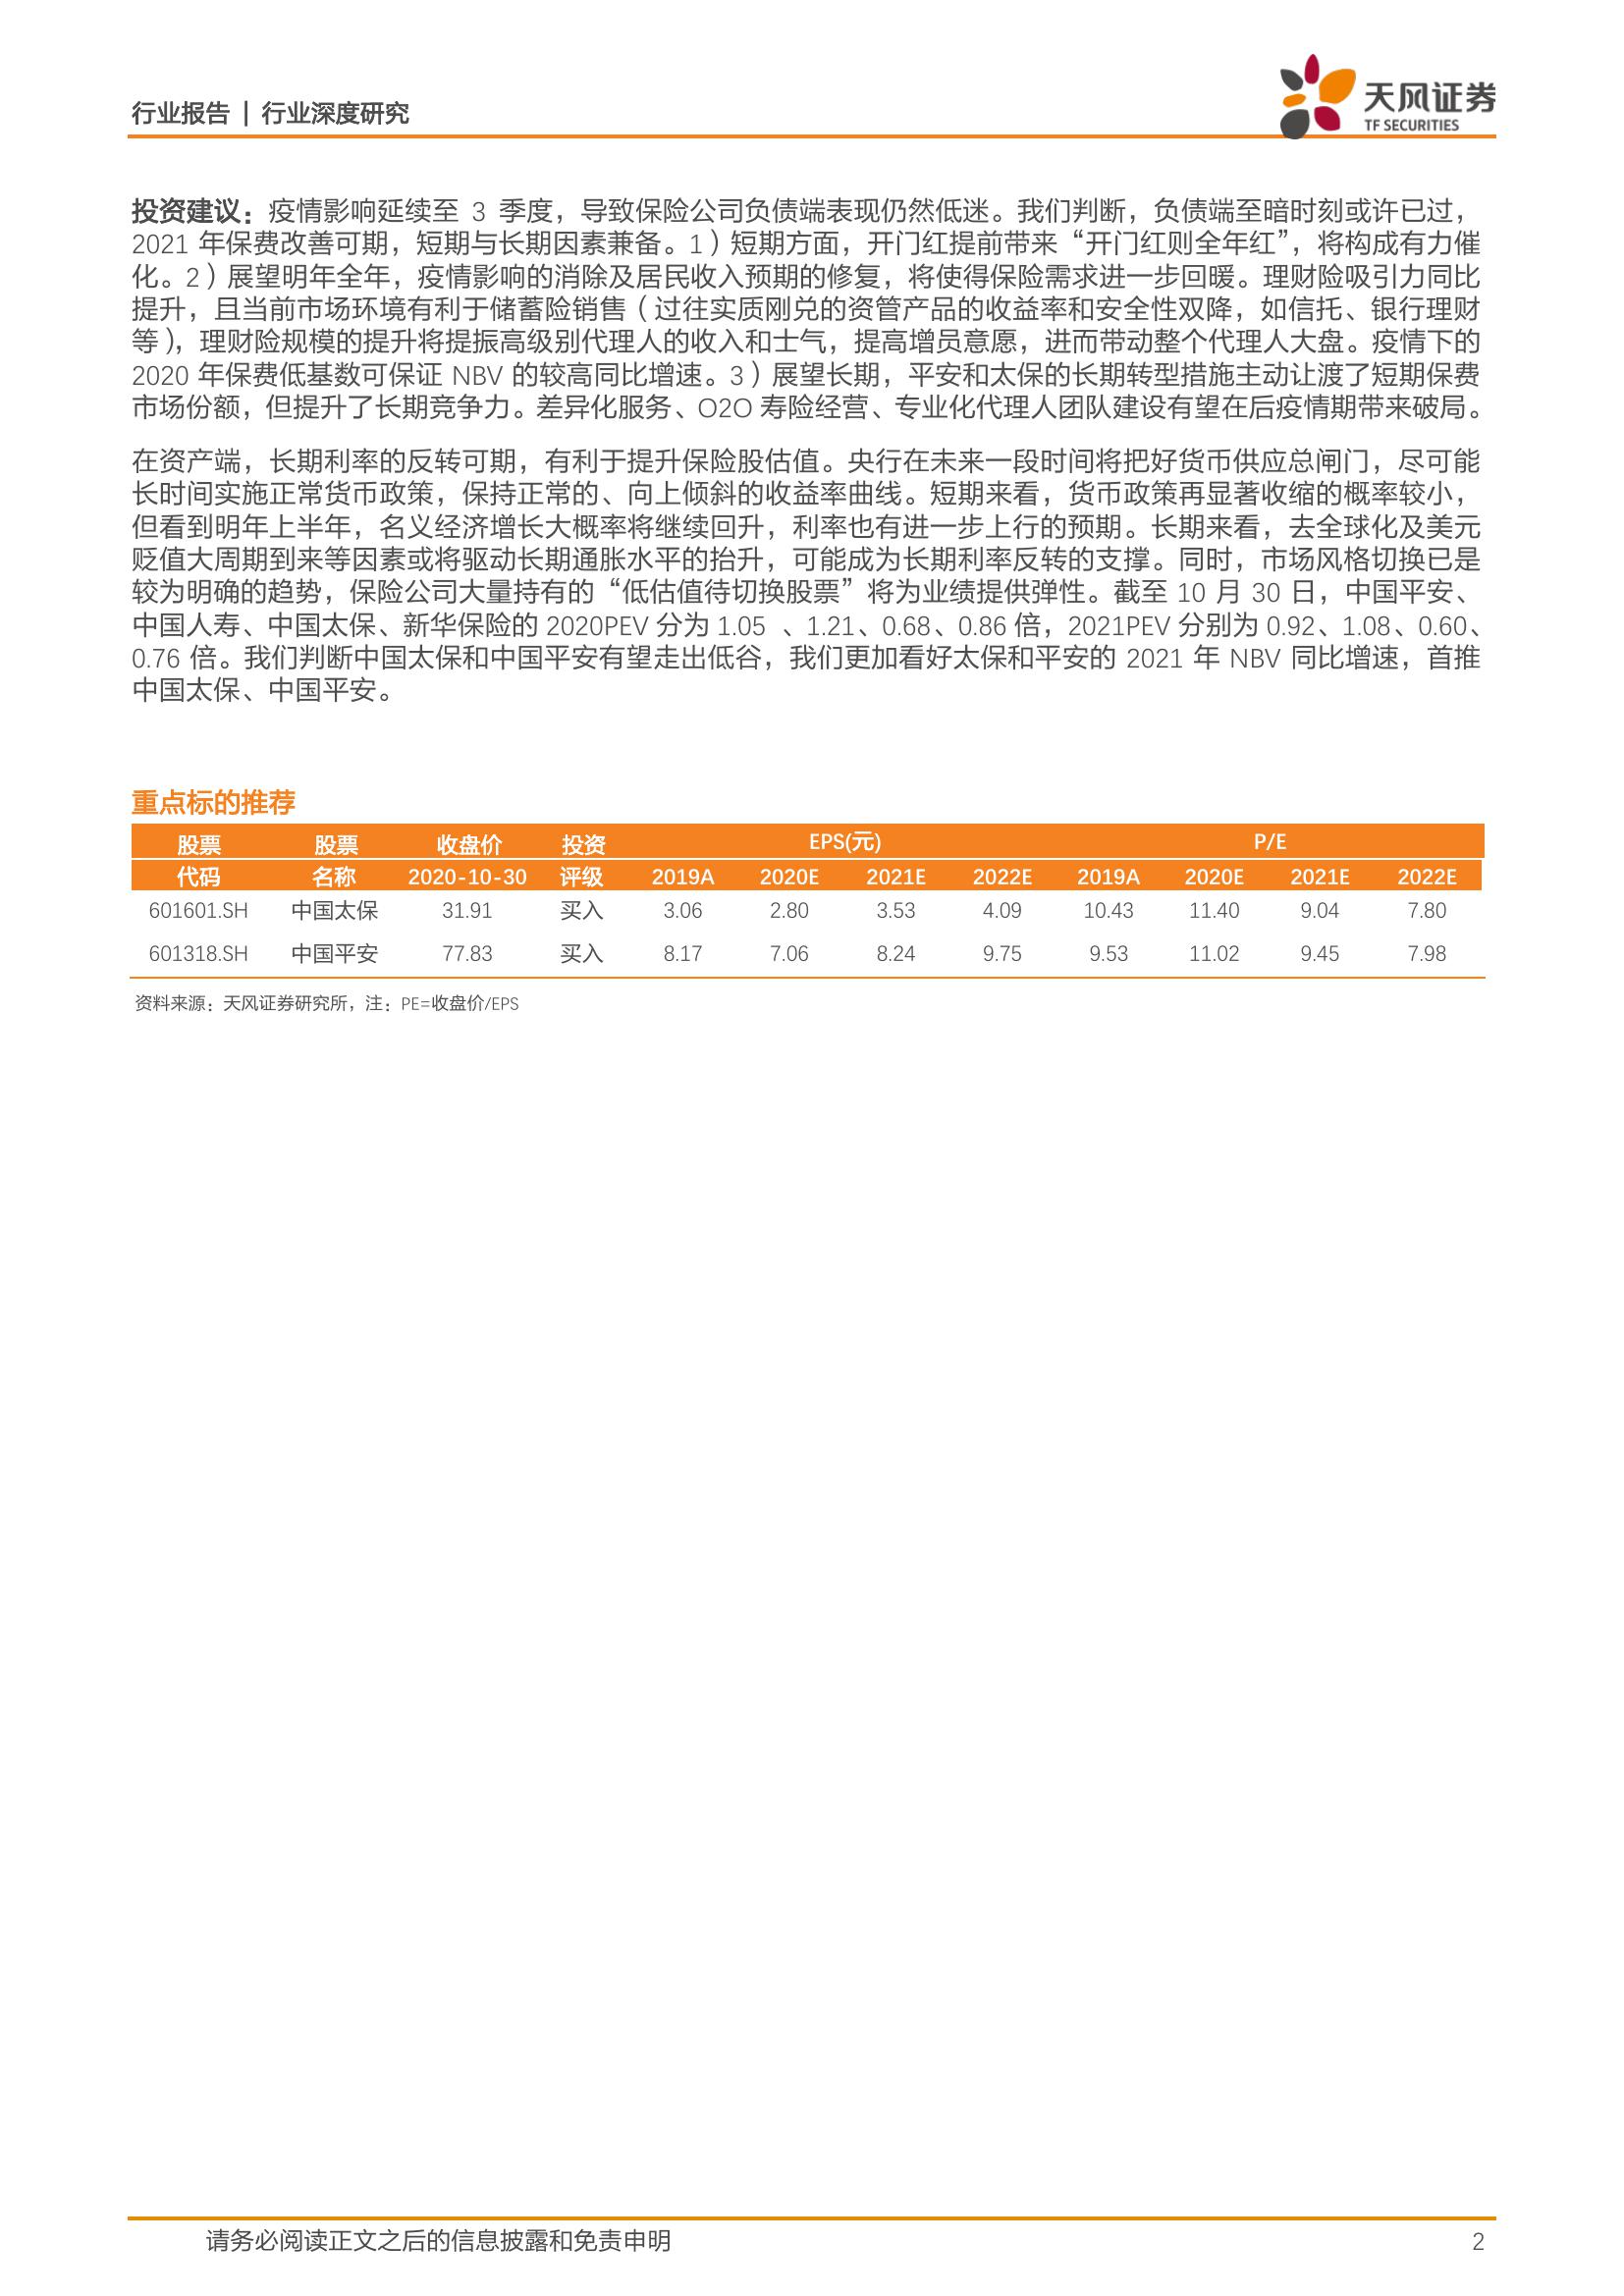 行业报告 | 行业深度研究
天风证券
TF SECURITIES
投资建议：疫情影响延续至 3 季度，导致保险公司负债端表现仍然低迷。我们判断，负债端至暗时刻或许已过，
2021 年保费改善可期，短期与长期因素兼备。1）短期方面，开门红提前带来“开门红则全年红”，将构成有力催
化。2）展望明年全年，疫情影响的消除及居民收入预期的修复，将使得保险需求进一步回暖。理财险吸引力同比
提升，且当前市场环境有利于储蓄险销售（过往实质刚兑的资管产品的收益率和安全性双降，如信托、银行理财
等），理财险规模的提升将提振高级别代理人的收入和士气，提高增员意愿，进而带动整个代理人大盘。疫情下的
2020 年保费低基数可保证 NBV 的较高同比增速。3）展望长期，平安和太保的长期转型措施主动让渡了短期保费
市场份额，但提升了长期竞争力。差异化服务、O2O 寿险经营、专业化代理人团队建设有望在后疫情期带来破局。
在资产端，长期利率的反转可期，有利于提升保险股估值。央行在未来一段时间将把好货币供应总闸门，尽可能
长时间实施正常货币政策，保持正常的、向上倾斜的收益率曲线。短期来看，货币政策再显著收缩的概率较小，
但看到明年上半年，名义经济增长大概率将继续回升，利率也有进一步上行的预期。长期来看，去全球化及美元
贬值大周期到来等因素或将驱动长期通胀水平的抬升，可能成为长期利率反转的支撑。同时，市场风格切换已是
较为明确的趋势，保险公司大量持有的“低估值待切换股票”将为业绩提供弹性。截至 10 月 30 日，中国平安、
中国人寿、中国太保、新华保险的 2020PEV 分为 1.05 、1.21、0.68、0.86 倍，2021PEV 分别为 0.92、1.08、0.60、
0.76 倍。我们判断中国太保和中国平安有望走出低谷，我们更加看好太保和平安的 2021 年 NBV 同比增速，首推
中国太保、中国平安。
重点标的推荐
股票 股票 收盘价 投资 EPS(元) P/E
代码 名称 2020-10-30 评级 2019A 2020E 2021E 2022E 2019A 2020E 2021E 2022E
601601.SH 中国太保 31.91 买入 3.06 2.80 3.53 4.09 10.43 11.40 9.04 7.80
601318.SH 中国平安 77.83 买入 8.17 7.06 8.24 9.75 9.53 11.02 9.45 7.98
资料来源：天风证券研究所，注：PE=收盘价/EPS
请务必阅读正文之后的信息披露和免责申明 2